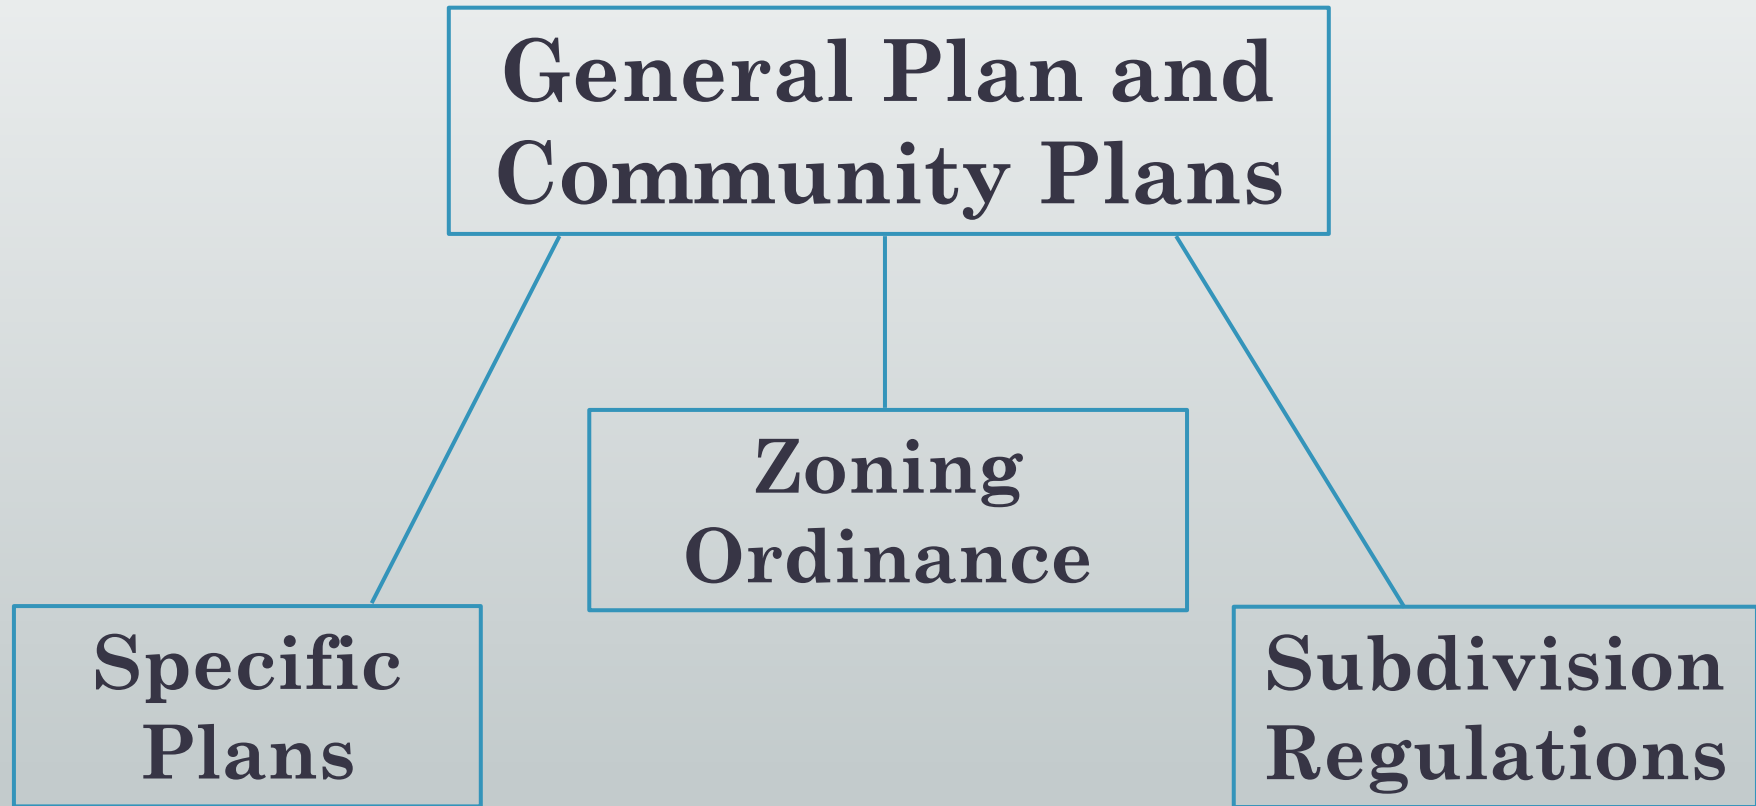 General Plan and
Community Plans
Zoning
Ordinance
Specific
Plans
Subdivision
Regulations